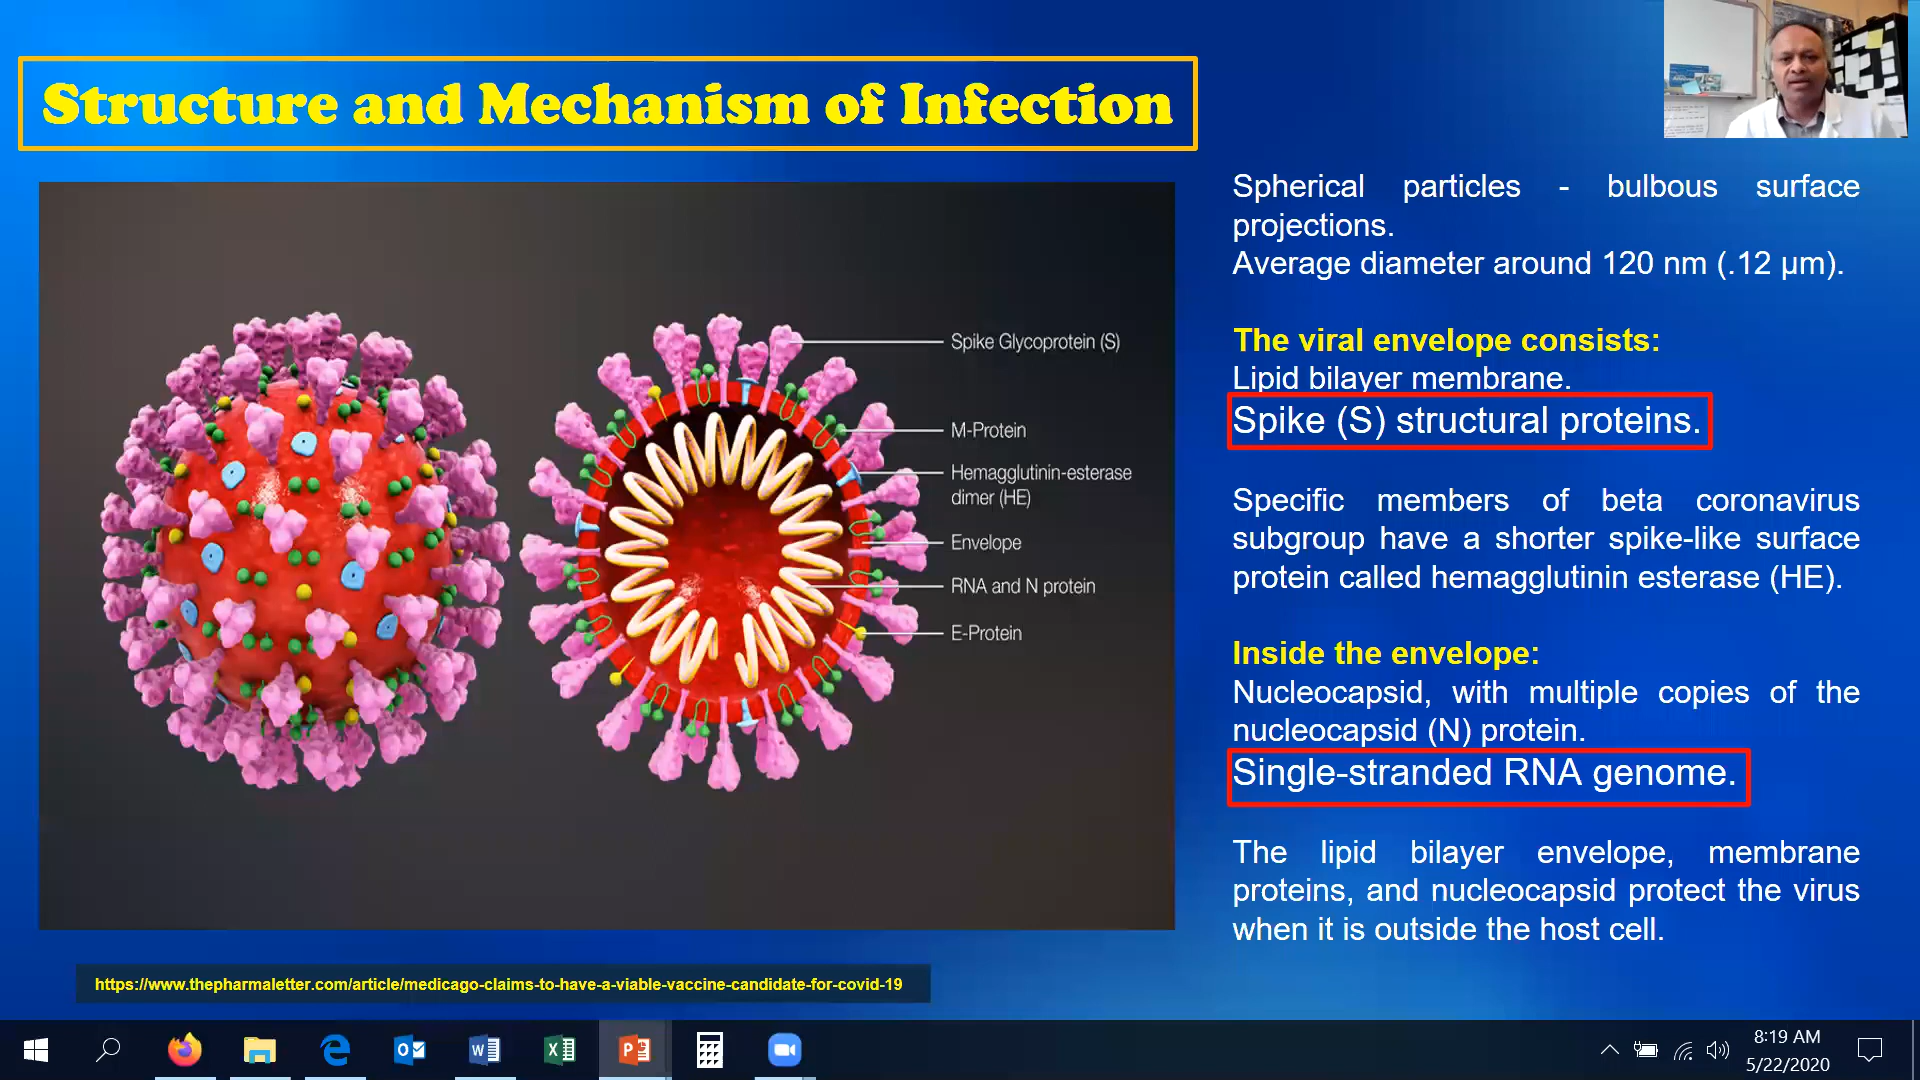 Structure and Mechanism of Infection
Spike Glycoprotein (S)
M-Protein
Hemagglutinin-esterase
dimer (HE)
Envelope
RNA and N protein
E-Protein
https://www.thepharmaletter.com/article/medicago-claims-to-have-a-viable-vaccine-candidate-for-covid-19
Spherical particles - bulbous surface
projections.
Average diameter around 120 nm (.12 µm).
The viral envelope consists:
Lipid bilayer membrane.
Spike (S) structural proteins.
Specific members of beta coronavirus
subgroup have a shorter spike-like surface
protein called hemagglutinin esterase (HE).
Inside the envelope:
Nucleocapsid, with multiple copies of the
nucleocapsid (N) protein.
Single-stranded RNA genome.
The lipid bilayer envelope, membrane
proteins, and nucleocapsid protect the virus
when it is outside the host cell.
8:19 AM
5/22/2020